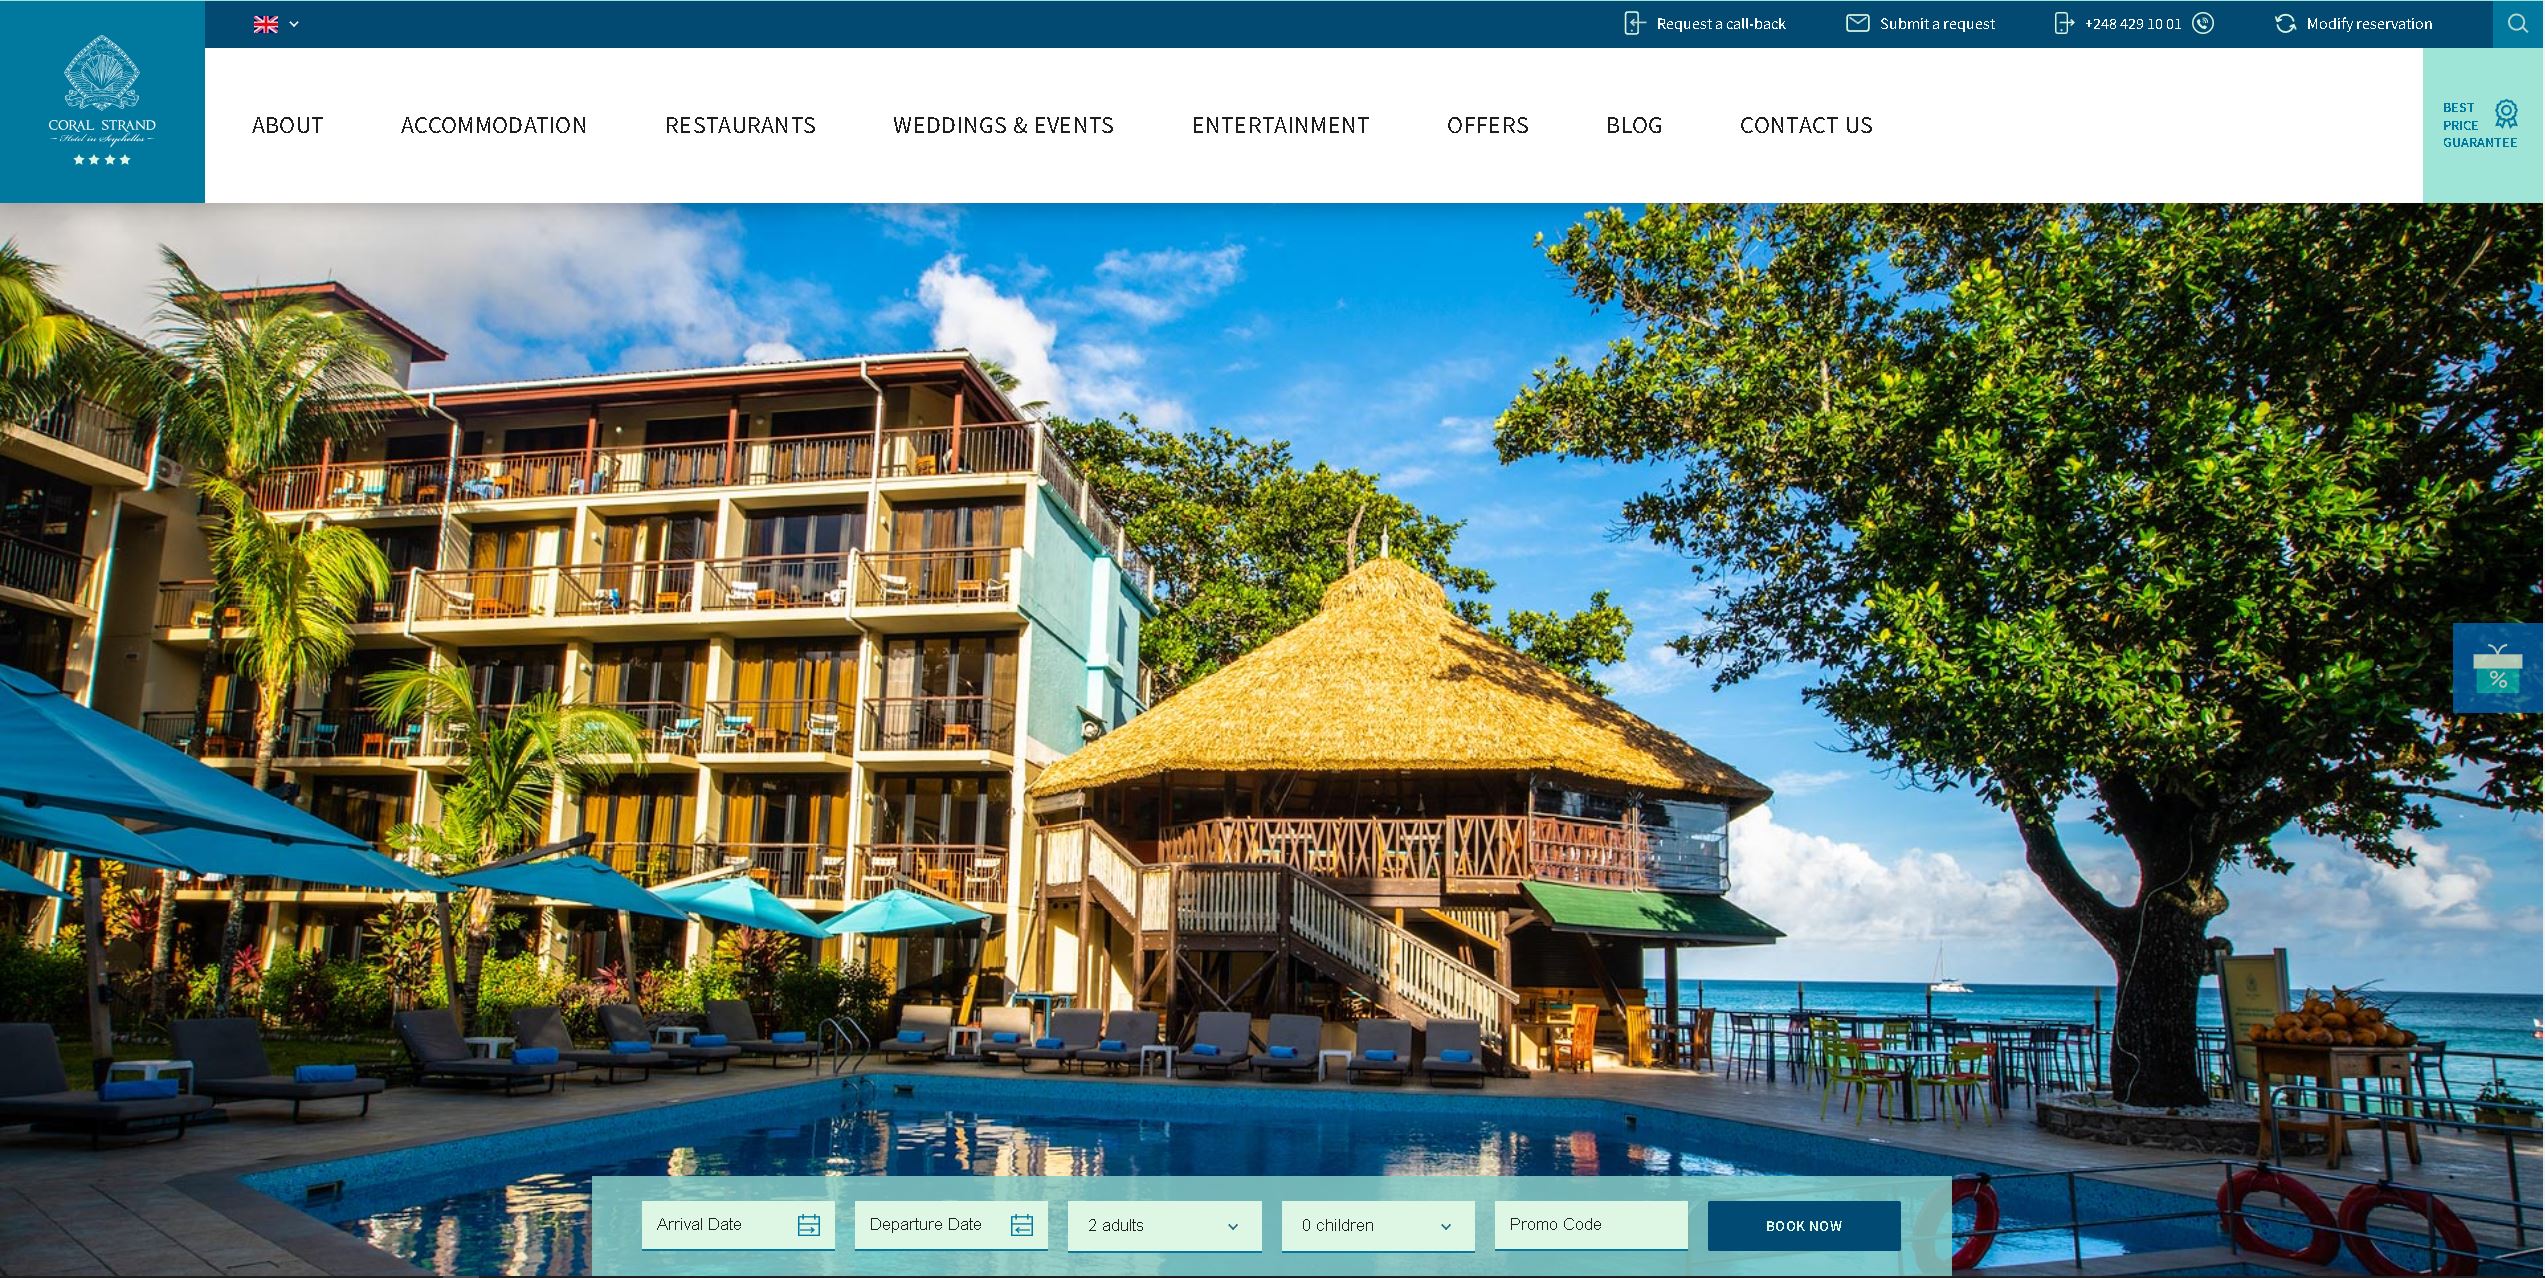 Request a call-back
Submit a request
+248 429 10 01
Modify reservation
CORAL STRAND
Hotel in Seychelles
ABOUT
ACCOMMODATION
RESTAURANTS
WEDDINGS & EVENTS
ENTERTAINMENT
OFFERS
BLOG
CONTACT US
BEST
PRICE
GUARANTEE
%
Arrival Date
Departure Date
2 adults
0 children
Promo Code
BOOK NOW